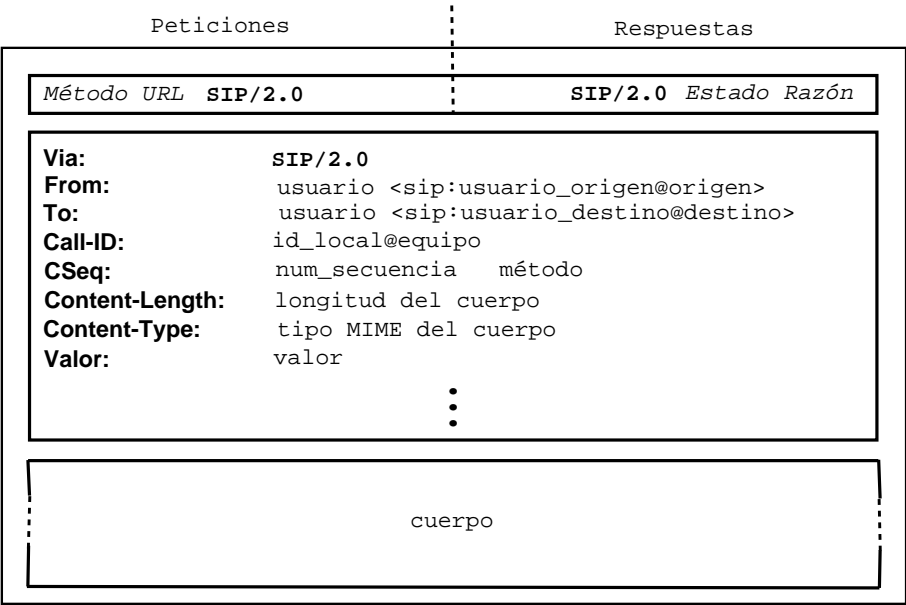 Peticiones Respuestas
Método URL SIP/2.0 SIP/2.0 Estado Razón
Via: SIP/2.0
From: usuario <sip:usuario_origen@origen>
To: usuario <sip:usuario_destino@destino>
Call-ID: id_local@equipo
CSeq: num_secuencia método
Content-Length: longitud del cuerpo
Content-Type: tipo MIME del cuerpo
Valor: valor
cuerpo